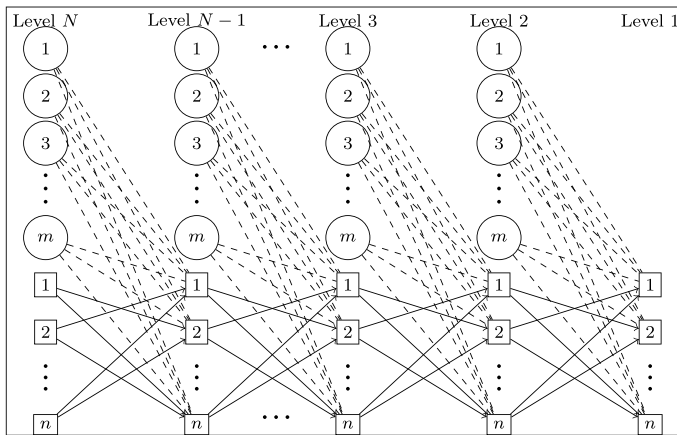 Level N Level N − 1 Level 3 Level 2 Level 1
1 1 ··· 1 1
2 2 2 2
3 3 3 3
⋮ ⋮ ⋮ ⋮
m m m m
1 1 1 1 1
2 2 2 2 2
⋮ ⋮ ⋮ ⋮ ⋮
n n ··· n n n